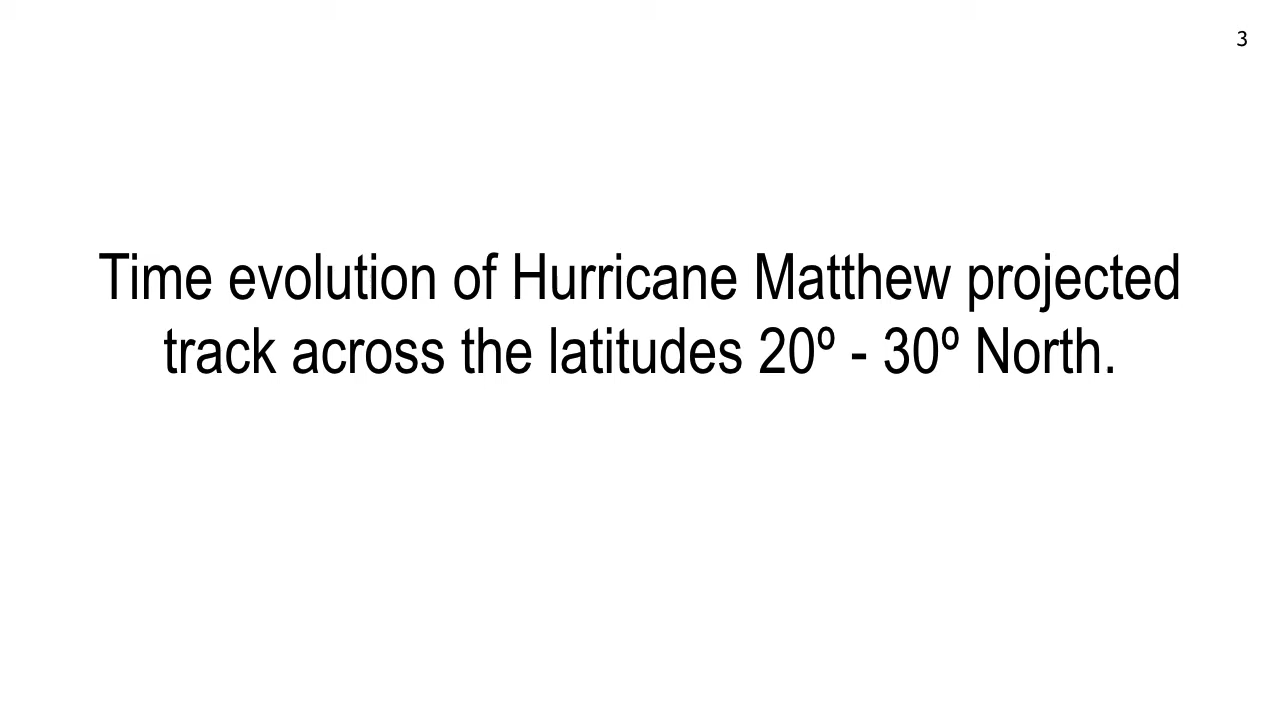 3
Time evolution of Hurricane Matthew projected
track across the latitudes 20º - 30º North.